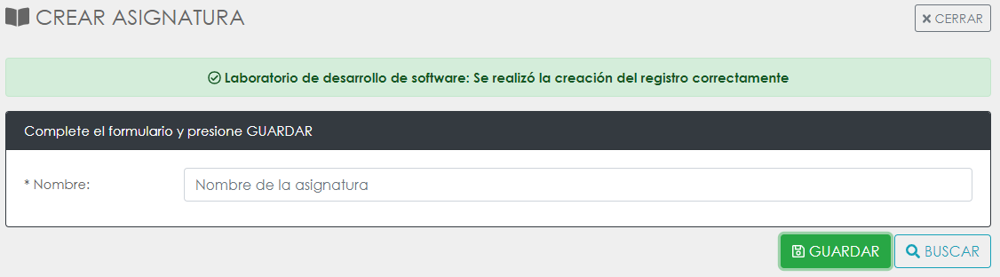 CREAR ASIGNATURA
CERRAR
Laboratorio de desarrollo de software: Se realizó la creación del registro correctamente
Complete el formulario y presione GUARDAR
* Nombre:
Nombre de la asignatura
GUARDAR
BUSCAR